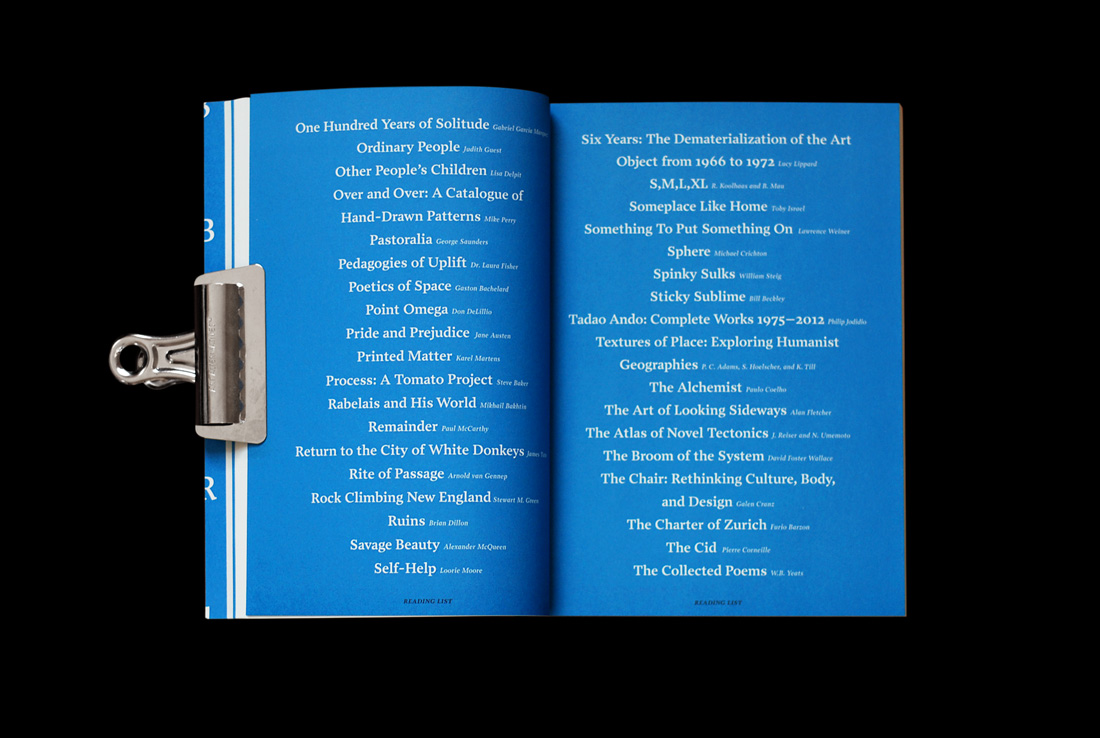 B
R
One Hundred Years of Solitude Gabriel Garcia
Ordinary People Judith Guest
Other People's Children Lisa Delpit
Over and Over: A Catalogue of
Hand-Drawn Patterns Mike Perry
Pastoralia George Saunders
Pedagogies of Uplift Dr. Laura Fisher
Poetics of Space Gaston Bachelard
Point Omega Don DeLillio
Pride and Prejudice Jane Austen
Printed Matter Karel Martens
Process: A Tomato Project Steve Baker
Rabelais and His World Mikhail Bakhtin
Remainder Paul McCarthy
Return to the City of White Donkeys James
Rite of Passage Arnold van Gennep
Rock Climbing New England Stewart M. Green
Ruins Brian Dillon
Savage Beauty Alexander McQueen
Self-Help Loorie Moore
READING LIST
Six Years: The Dematerialization of the Art
Object from 1966 to 1972 Lucy Lippard
S,M,L,XL R. Koolhaas and B. Mau
Someplace Like Home Toby Israel
Something To Put Something On Lawrence Weiner
Sphere Michael Crichton
Spinky Sulks William Steig
Sticky Sublime Bill Beckley
Tadao Ando: Complete Works 1975–2012 Philip Jodidio
Textures of Place: Exploring Humanist
Geographies P. C. Adams, S. Hoelscher, and K. Till
The Alchemist Paulo Coelho
The Art of Looking Sideways Alan Fletcher
The Atlas of Novel Tectonics J. Reiser and N. Umemoto
The Broom of the System David Foster Wallace
The Chair: Rethinking Culture, Body,
and Design Galen Cranz
The Charter of Zurich Furio Barzon
The Cid Pierre Corneille
The Collected Poems W.B. Yeats
READING LIST